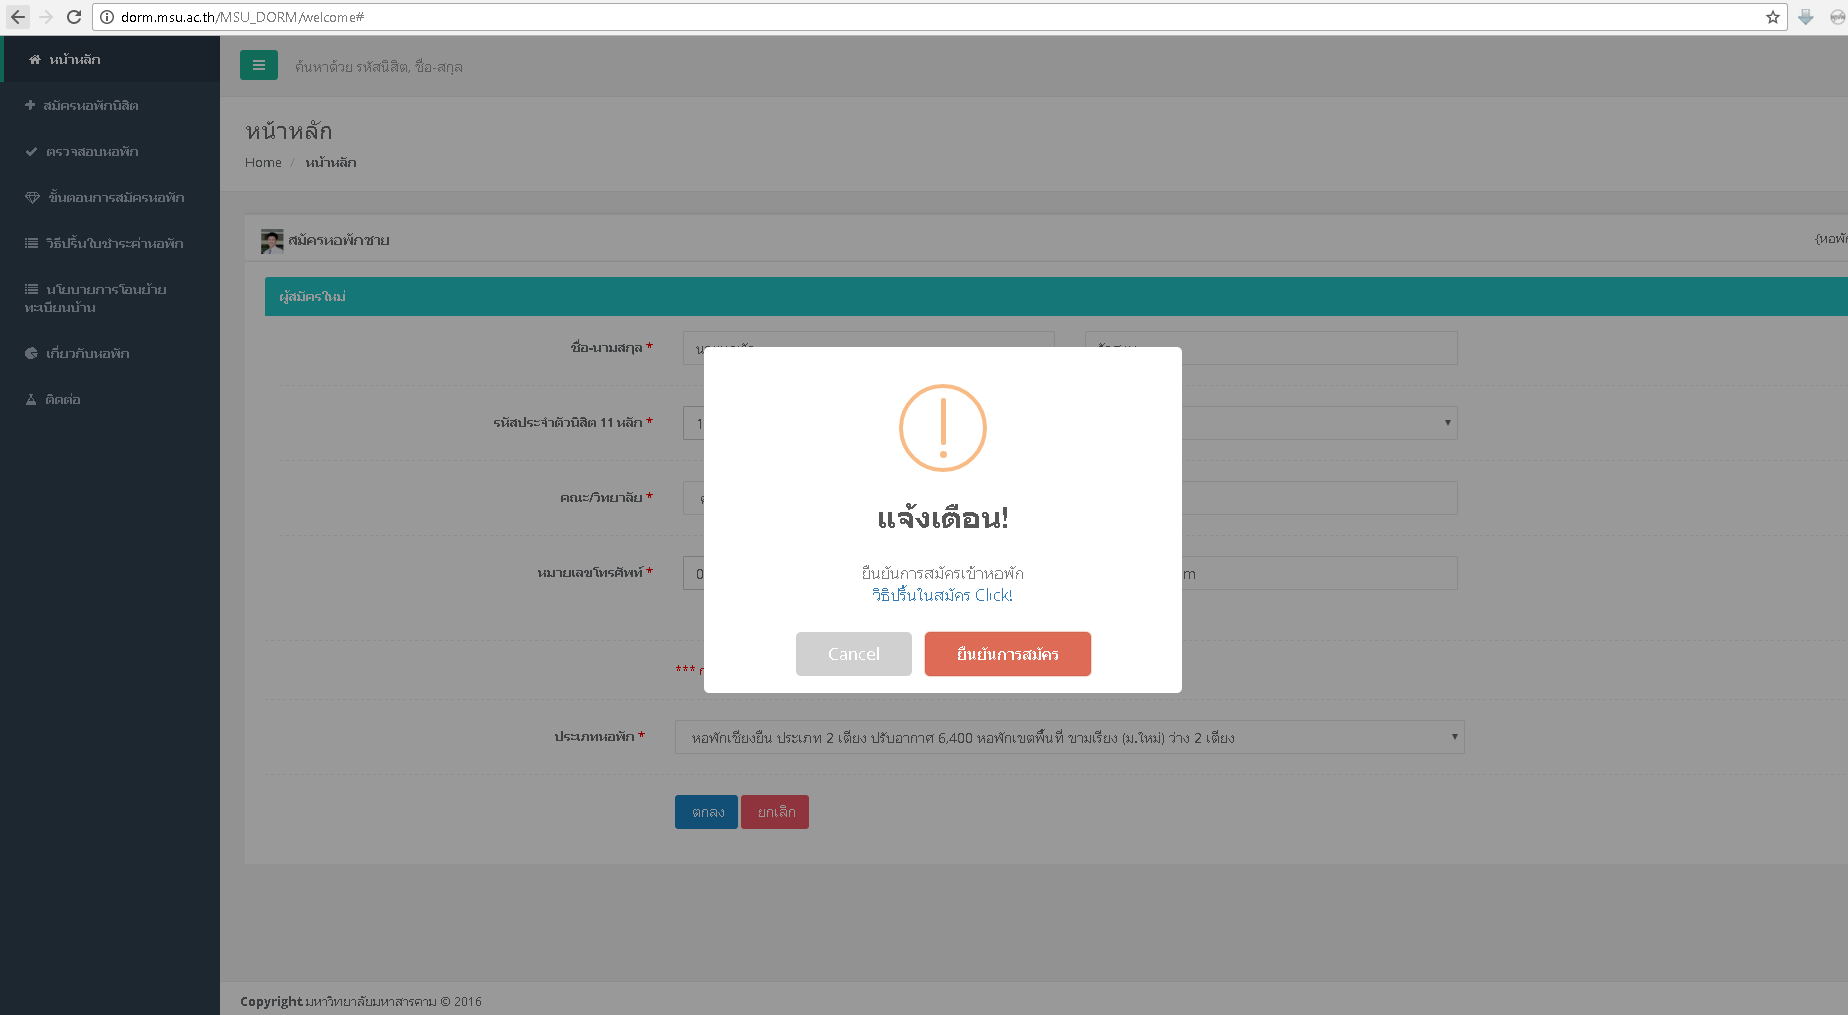 dorm.msu.ac.th/MSU_DORM/welcome#
หน้าหลัก
สมัครหอพักนิสิต
ตรวจสอบหอพัก
ขั้นตอนการสมัครหอพัก
วิธีปริ้นใบชำระค่าหอพัก
นโยบายการโอนย้าย
ทะเบียนบ้าน
เกี่ยวกับหอพัก
ติดต่อ
ค้นหาด้วย รหัสนิสิต, ชื่อ-สกุล
หน้าหลัก
Home / หน้าหลัก
สมัครหอพักชาย
{หอพัก
ผู้สมัครใหม่
ชื่อ-นามสกุล *
รหัสประจำตัวนิสิต 11 หลัก *
1
คณะ/วิทยาลัย *
หมายเลขโทรศัพท์ *
0
m
***
แจ้งเตือน!
ยืนยันการสมัครเข้าหอพัก
วิธิปริ้นในสมัคร Click!
Cancel
ยืนยันการสมัคร
ประเภทหอพัก *
หอพักเชียงยืน ประเภท 2 เตียง ปรับอากาศ 6,400 หอพักเขตพื้นที่ ขามเรียง (ม.ใหม่) ว่าง 2 เตียง
ตกลง
ยกเลิก
Copyright มหาวิทยาลัยมหาสารคาม © 2016